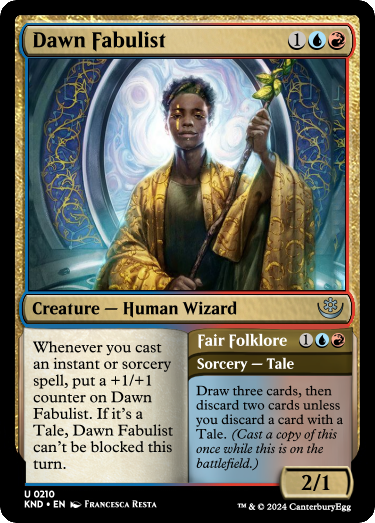 Dawn Fabulist 1
Creature — Human Wizard
Whenever you cast
an instant or sorcery
spell, put a +1/+1
counter on Dawn
Fabulist. If it's a
Tale, Dawn Fabulist
can't be blocked this
turn.
Fair Folklore 1
Sorcery — Tale
Draw three cards, then
discard two cards unless
you discard a card with a
Tale. (Cast a copy of this
once while this is on the
battlefield.)
2/1
U 0210
KND • EN Francesca Resta
™ & © 2024 CanterburyEgg